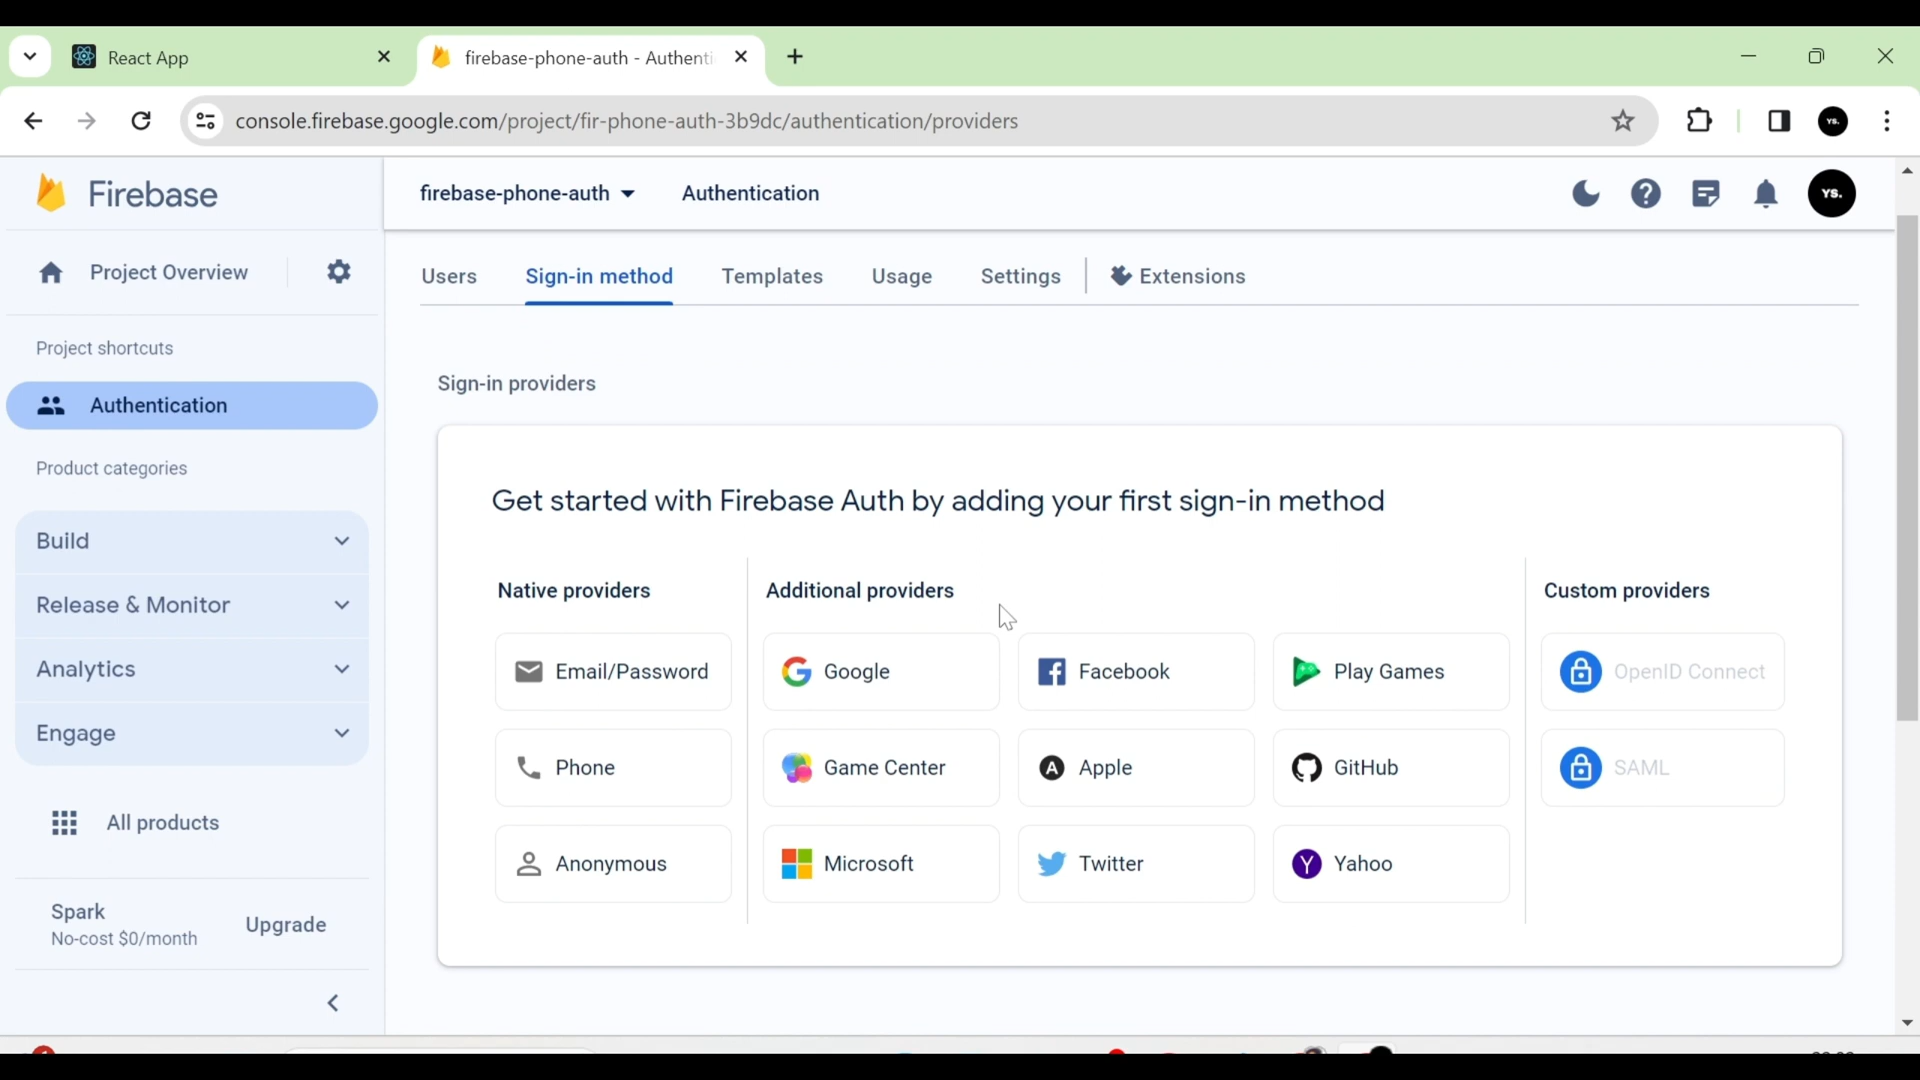 React App
firebase-phone-auth - Authenti
console.firebase.google.com/project/fir-phone-auth-3b9dc/authentication/providers
YS.
Firebase
firebase-phone-auth
Authentication
YS.
Project Overview
Users
Sign-in method
Templates
Usage
Settings
Extensions
Project shortcuts
Authentication
Product categories
Build
Release & Monitor
Analytics
Engage
All products
Spark
No-cost $0/month
Upgrade
Sign-in providers
Get started with Firebase Auth by adding your first sign-in method
Native providers
Email/Password
Phone
Anonymous
Additional providers
Google
Facebook
Play Games
Game Center
Apple
GitHub
Microsoft
Twitter
Yahoo
Custom providers
OpenID Connect
SAML